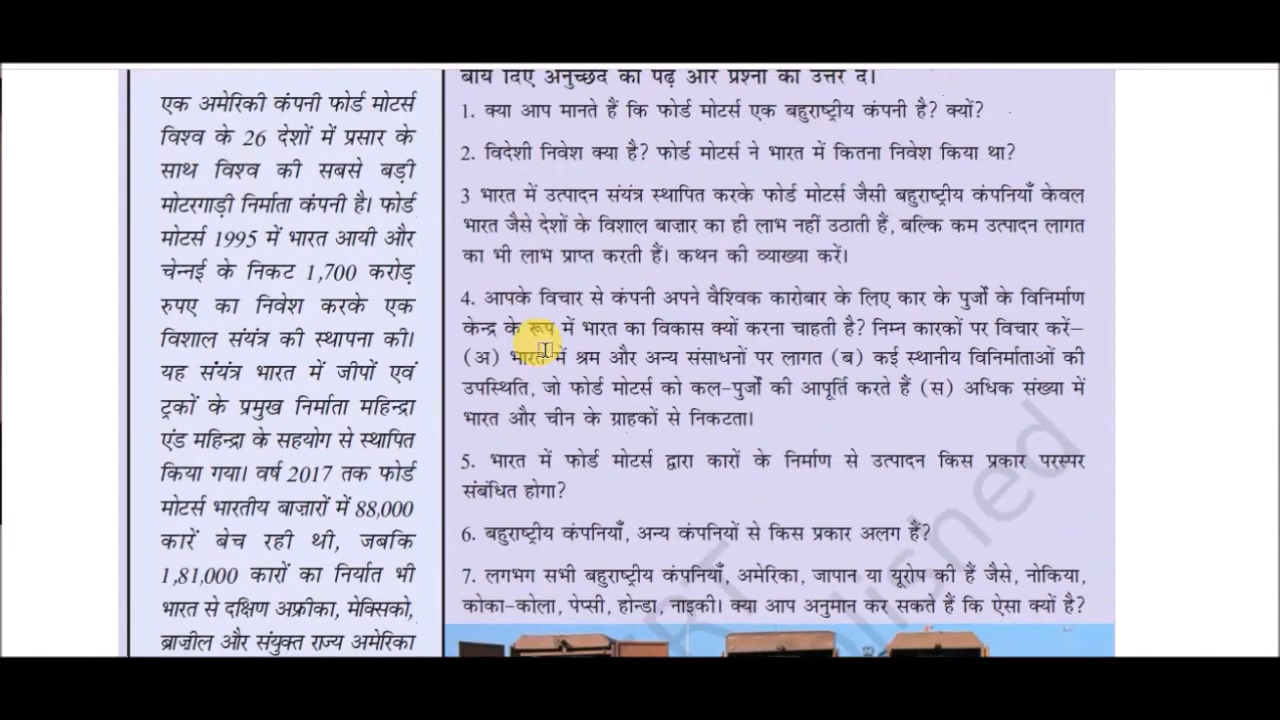 एक अमेरिकी कंपनी फोर्ड मोटर्स
विश्व के 26 देशों में प्रसार के
साथ विश्व की सबसे बड़ी
मोटरगाड़ी निर्माता कंपनी है। फोर्ड
मोटर्स 1995 में भारत आयी और
चेन्नई के निकट 1,700 करोड़
रुपए का निवेश करके एक
विशाल संयंत्र की स्थापना की।
यह संयंत्र भारत में जीपों एवं
ट्रकों के प्रमुख निर्माता महिन्द्रा
एंड महिन्द्रा के सहयोग से स्थापित
किया गया। वर्ष 2017 तक फोर्ड
मोटर्स भारतीय बाज़ारों में 88,000
कारें बेच रही थी, जबकि
1,81,000 कारों का निर्यात भी
भारत से दक्षिण अफ्रीका, मेक्सिको,
ब्राज़ील और संयुक्त राज्य अमेरिका
बायें दिए अनुच्छेद को पढ़ें और प्रश्नों का उत्तर दें।
1. क्या आप मानते हैं कि फोर्ड मोटर्स एक बहुराष्ट्रीय कंपनी है? क्यों?
2. विदेशी निवेश क्या है? फोर्ड मोटर्स ने भारत में कितना निवेश किया था?
3 भारत में उत्पादन संयंत्र स्थापित करके फोर्ड मोटर्स जैसी बहुराष्ट्रीय कंपनियाँ केवल
भारत जैसे देशों के विशाल बाज़ार का ही लाभ नहीं उठाती हैं, बल्कि कम उत्पादन लागत
का भी लाभ प्राप्त करती हैं। कथन की व्याख्या करें।
4. आपके विचार से कंपनी अपने वैश्विक कारोबार के लिए कार के पुर्जों के विनिर्माण
केन्द्र के रूप में भारत का विकास क्यों करना चाहती है? निम्न कारकों पर विचार करें–
(अ) भारत में श्रम और अन्य संसाधनों पर लागत (ब) कई स्थानीय विनिर्माताओं की
उपस्थिति, जो फोर्ड मोटर्स को कल-पुर्जों की आपूर्ति करते हैं (स) अधिक संख्या में
भारत और चीन के ग्राहकों से निकटता।
5. भारत में फोर्ड मोटर्स द्वारा कारों के निर्माण से उत्पादन किस प्रकार परस्पर
संबंधित होगा?
6. बहुराष्ट्रीय कंपनियाँ, अन्य कंपनियों से किस प्रकार अलग हैं?
7. लगभग सभी बहुराष्ट्रीय कंपनियाँ, अमेरिका, जापान या यूरोप की हैं जैसे, नोकिया,
कोका-कोला, पेप्सी, होन्डा, नाइकी। क्या आप अनुमान कर सकते हैं कि ऐसा क्यों है?